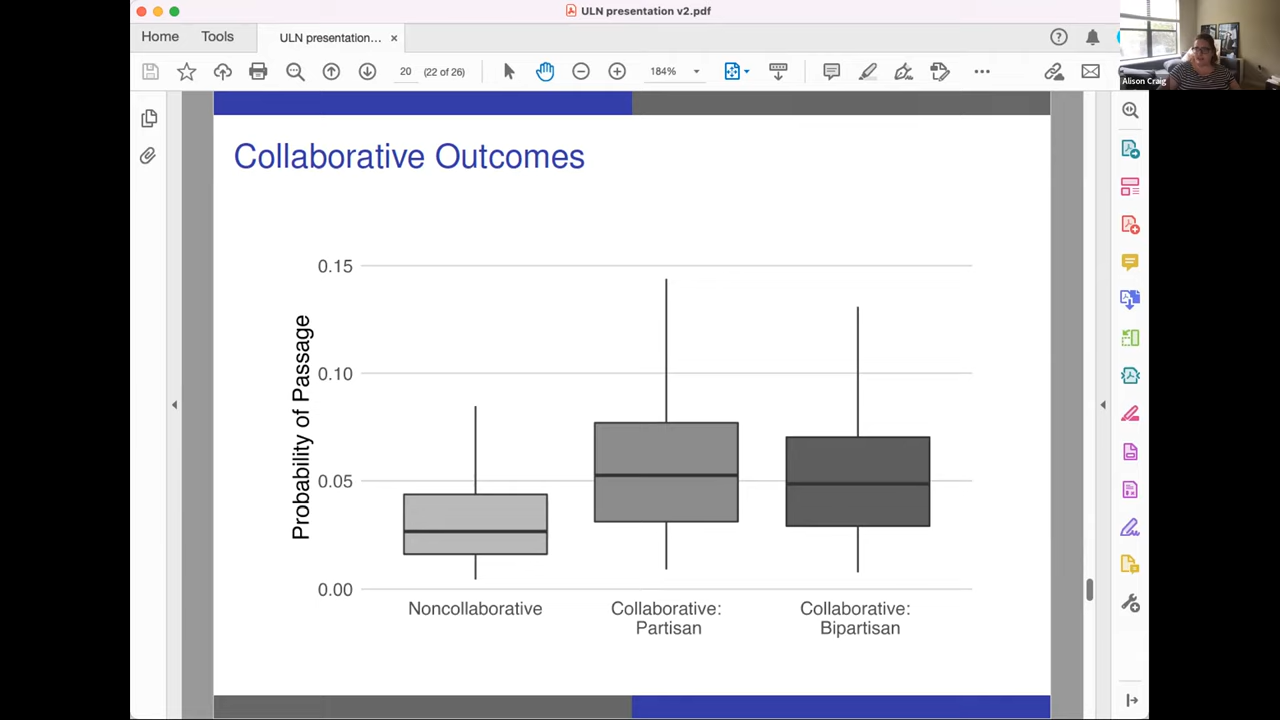 ULN presentation v2.pdf
Home
Tools
ULN presentation...
20
(22 of 26)
184%
Alison Craig
Collaborative Outcomes
Probability of Passage
0.15
0.10
0.05
0.00
Noncollaborative
Collaborative:
Partisan
Collaborative:
Bipartisan